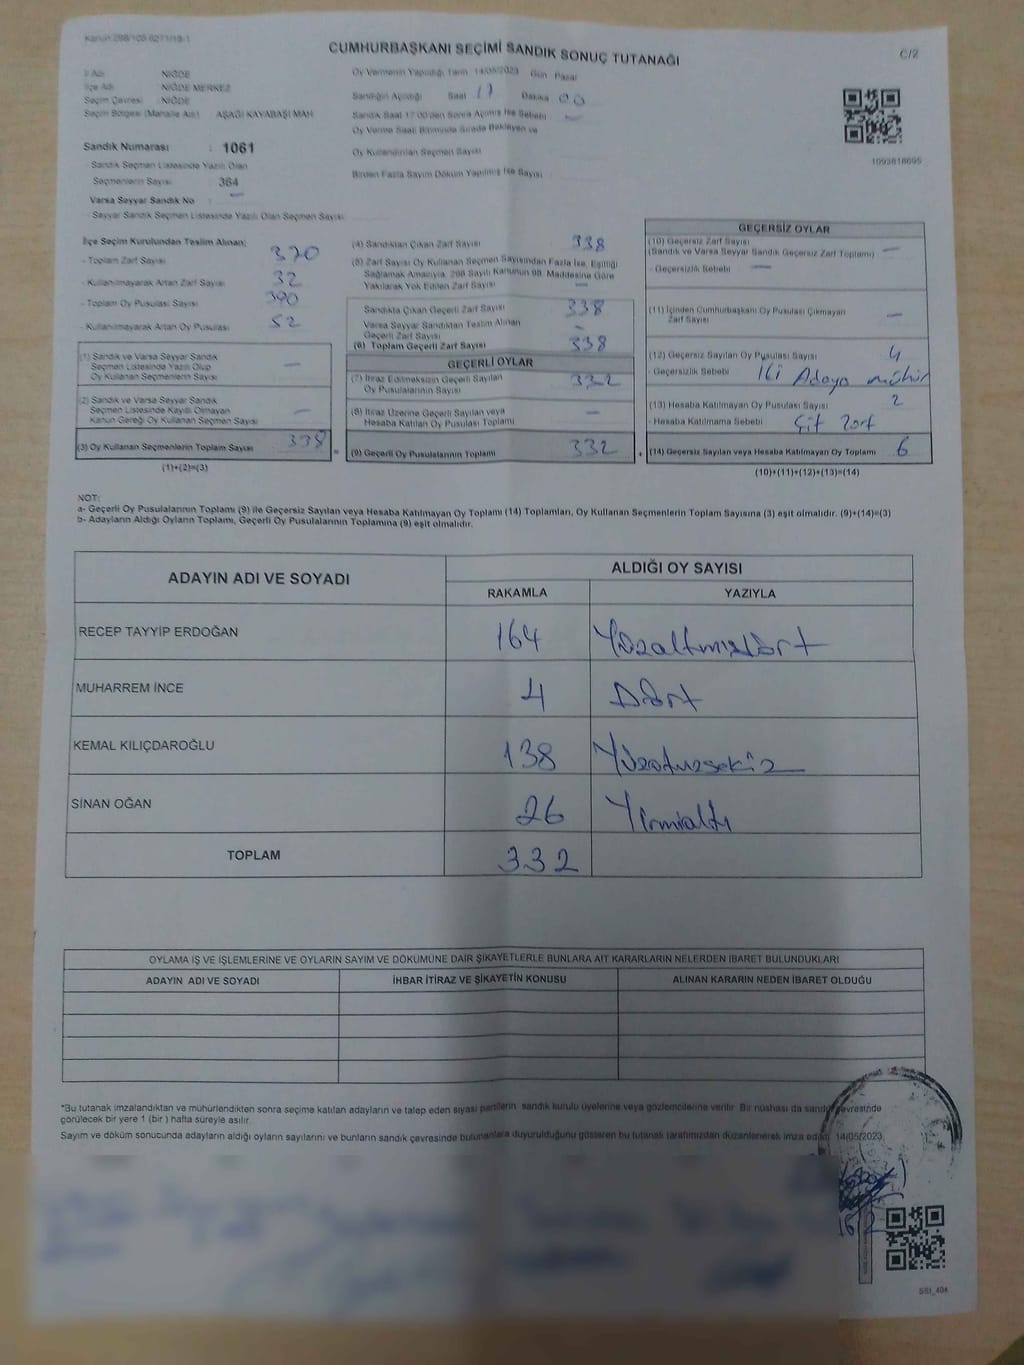 Kanun:298/105-6271/19-1
CUMHURBAŞKANI SEÇİMİ SANDIK SONUÇ TUTANAĞI
C/2
İl Adı : NİĞDE
İlçe Adı : NİĞDE MERKEZ
Seçim Çevresi : NİĞDE
Seçim Bölgesi (Mahalle Adı) : AŞAĞI KAYABAŞI MAH
Sandık Numarası : 1061
Sandık Seçmen Listesinde Yazılı Olan
Seçmenlerin Sayısı 364
Varsa Seyyar Sandık No : —
- Seyyar Sandık Seçmen Listesinde Yazılı Olan Seçmen Sayısı
Oy Vermenin Yapıldığı Tarih 14/05/2023 Gün Pazar
Sandığın Açıldığı Saat 17 Dakika 00
Sandık Saat 17:00'den Sonra Açılmış İse Sebebi —
Oy Verme Saati Bitiminde Sırada Bekleyen ve
Oy Kullandırılan Seçmen Sayısı
Birden Fazla Sayım Döküm Yapılmış İse Sayısı
1093818695
İlçe Seçim Kurulundan Teslim Alınan;
- Toplam Zarf Sayısı 370
- Kullanılmayarak Artan Zarf Sayısı 32
- Toplam Oy Pusulası Sayısı 390
- Kullanılmayarak Artan Oy Pusulası 52
(1) Sandık ve Varsa Seyyar Sandık
Seçmen Listesinde Yazılı Olup
Oy Kullanan Seçmenlerin Sayısı —
(2) Sandık ve Varsa Seyyar Sandık
Seçmen Listesinde Kayıtlı Olmayan
Kanun Gereği Oy Kullanan Seçmen Sayısı —
(3) Oy Kullanan Seçmenlerin Toplam Sayısı 338
(1)+(2)=(3)
(4) Sandıktan Çıkan Zarf Sayısı 338
(5) Zarf Sayısı Oy Kullanan Seçmen Sayısından Fazla İse, Eşitliği
Sağlamak Amacıyla, 298 Sayılı Kanunun 98. Maddesine Göre
Yakılarak Yok Edilen Zarf Sayısı —
Sandıkta Çıkan Geçerli Zarf Sayısı 338
Varsa Seyyar Sandıktan Teslim Alınan
Geçerli Zarf Sayısı —
(6) Toplam Geçerli Zarf Sayısı 338
GEÇERLİ OYLAR
(7) İtiraz Edilmeksizin Geçerli Sayılan
Oy Pusulalarının Sayısı 332
(8) İtiraz Üzerine Geçerli Sayılan veya
Hesaba Katılan Oy Pusulası Toplamı —
(9) Geçerli Oy Pusulalarının Toplamı 332
GEÇERSİZ OYLAR
(10) Geçersiz Zarf Sayısı
(Sandık ve Varsa Seyyar Sandık Geçersiz Zarf Toplamı) —
- Geçersizlik Sebebi —
(11) İçinden Cumhurbaşkanı Oy Pusulası Çıkmayan
Zarf Sayısı —
(12) Geçersiz Sayılan Oy Pusulası Sayısı 4
- Geçersizlik Sebebi İki Adaya mühür
(13) Hesaba Katılmayan Oy Pusulası Sayısı 2
- Hesaba Katılmama Sebebi Çift Zarf
(14) Geçersiz Sayılan veya Hesaba Katılmayan Oy Toplamı 6
(10)+(11)+(12)+(13)=(14)
NOT:
a- Geçerli Oy Pusulalarının Toplamı (9) ile Geçersiz Sayılan veya Hesaba Katılmayan Oy Toplamı (14) Toplamları, Oy Kullanan Seçmenlerin Toplam Sayısına (3) eşit olmalıdır. (9)+(14)=(3)
b- Adayların Aldığı Oyların Toplamı, Geçerli Oy Pusulalarının Toplamına (9) eşit olmalıdır.
ADAYIN ADI VE SOYADI
ALDIĞI OY SAYISI
RAKAMLA YAZIYLA
RECEP TAYYİP ERDOĞAN 164 Yüzaltmışdört
MUHARREM İNCE 4 Dört
KEMAL KILIÇDAROĞLU 138 Yüzotuzsekiz
SİNAN OĞAN 26 Yirmialtı
TOPLAM 332
OYLAMA İŞ VE İŞLEMLERİNE VE OYLARIN SAYIM VE DÖKÜMÜNE DAİR ŞİKAYETLERLE BUNLARA AİT KARARLARIN NELERDEN İBARET BULUNDUKLARI
ADAYIN ADI VE SOYADI İHBAR İTİRAZ VE ŞİKAYETİN KONUSU ALINAN KARARIN NEDEN İBARET OLDUĞU
*Bu tutanak imzalandıktan ve mühürlendikten sonra seçime katılan adayların ve talep eden siyasi partilerin sandık kurulu üyelerine veya gözlemcilerine verilir. Bir nüshası da sandık çevresinde
görülecek bir yere 1 (bir ) hafta süreyle asılır.
Sayım ve döküm sonucunda adayların aldığı oyların sayılarını ve bunların sandık çevresinde bulunanlara duyurulduğunu gösteren bu tutanak tarafımızdan düzenlenerek imza edildi. 14/05/2023
SSI_404